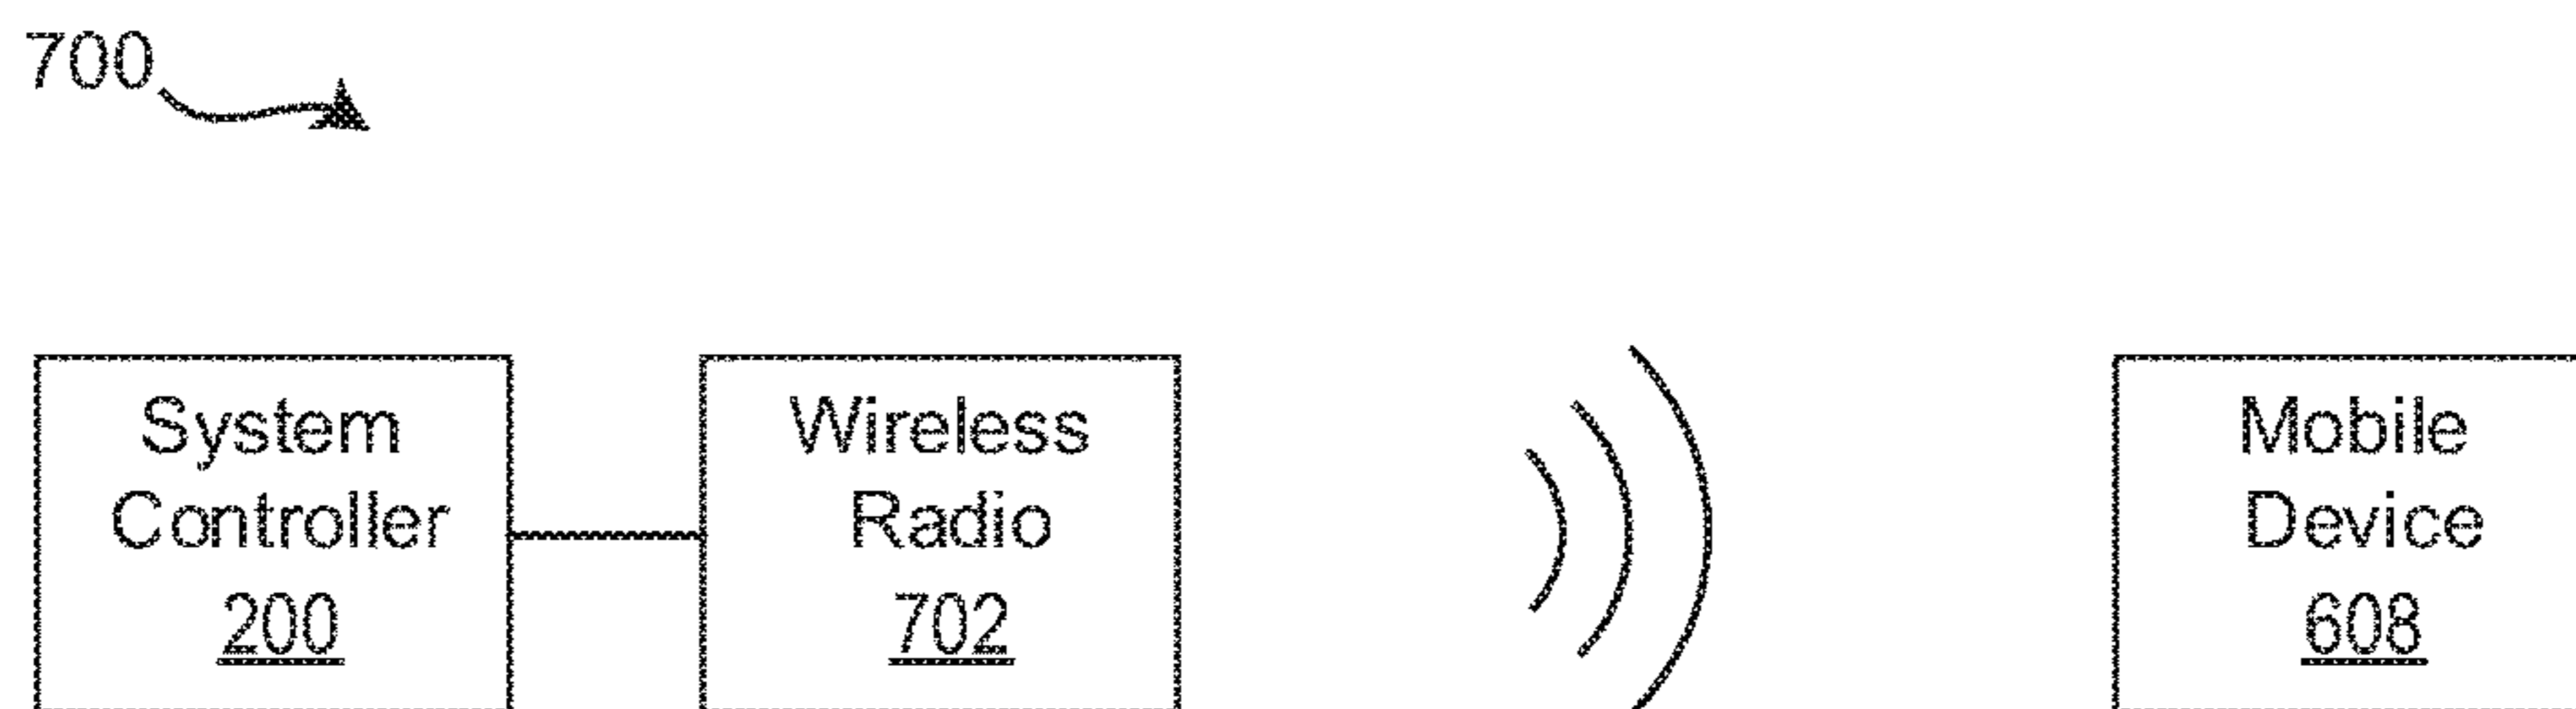 700
System
Controller
200
Wireless
Radio
702
Mobile
Device
608